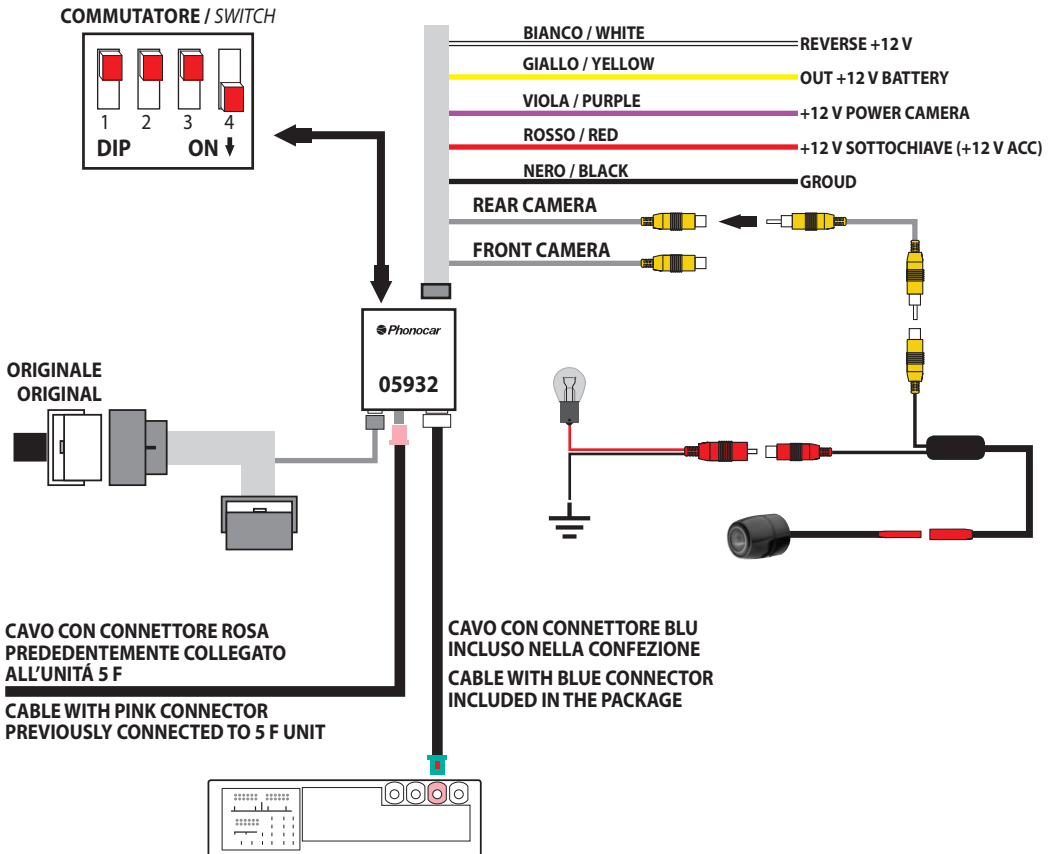 COMMUTATORE / SWITCH
1 2 3 4
DIP ON
BIANCO / WHITE
REVERSE +12 V
GIALLO / YELLOW
OUT +12 V BATTERY
VIOLA / PURPLE
+12 V POWER CAMERA
ROSSO / RED
+12 V SOTTOCHIAVE (+12 V ACC)
NERO / BLACK
GROUD
REAR CAMERA
FRONT CAMERA
Phonocar
05932
ORIGINALE
ORIGINAL
CAVO CON CONNETTORE ROSA
PREDEDENTEMENTE COLLEGATO
ALL'UNITÁ 5 F
CABLE WITH PINK CONNECTOR
PREVIOUSLY CONNECTED TO 5 F UNIT
CAVO CON CONNETTORE BLU
INCLUSO NELLA CONFEZIONE
CABLE WITH BLUE CONNECTOR
INCLUDED IN THE PACKAGE